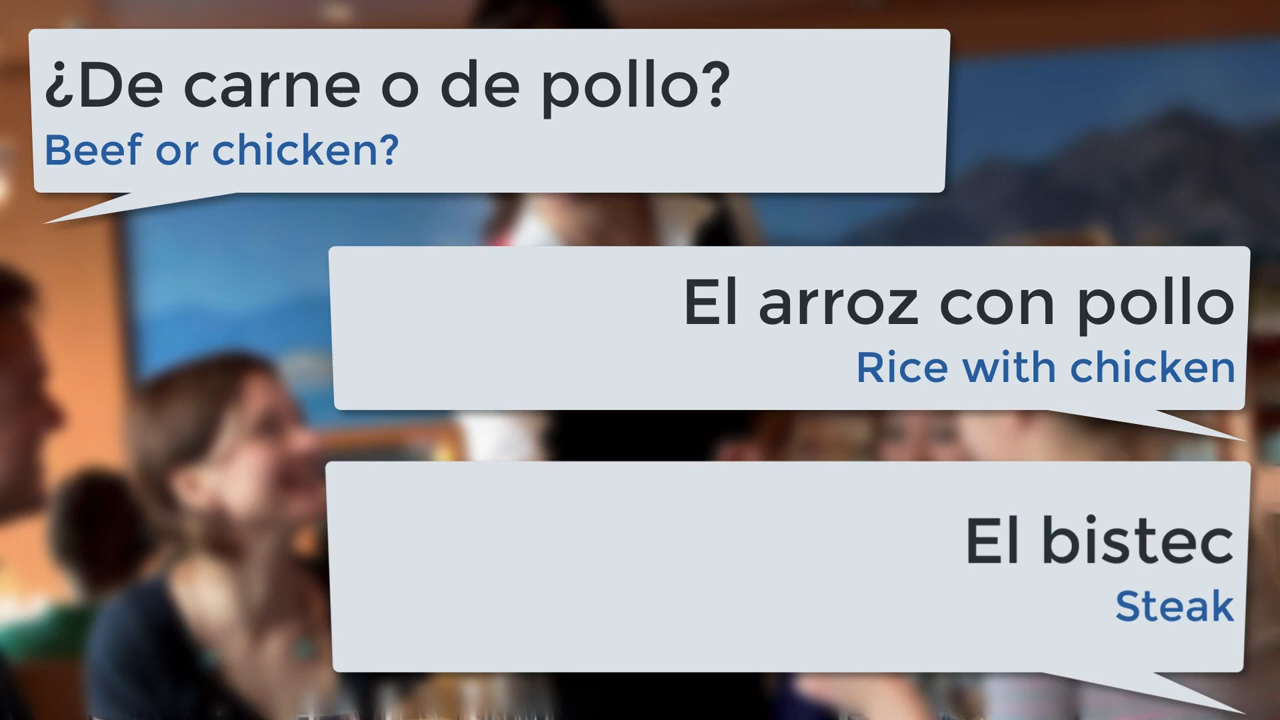 ¿De carne o de pollo?
Beef or chicken?
El arroz con pollo
Rice with chicken
El bistec
Steak